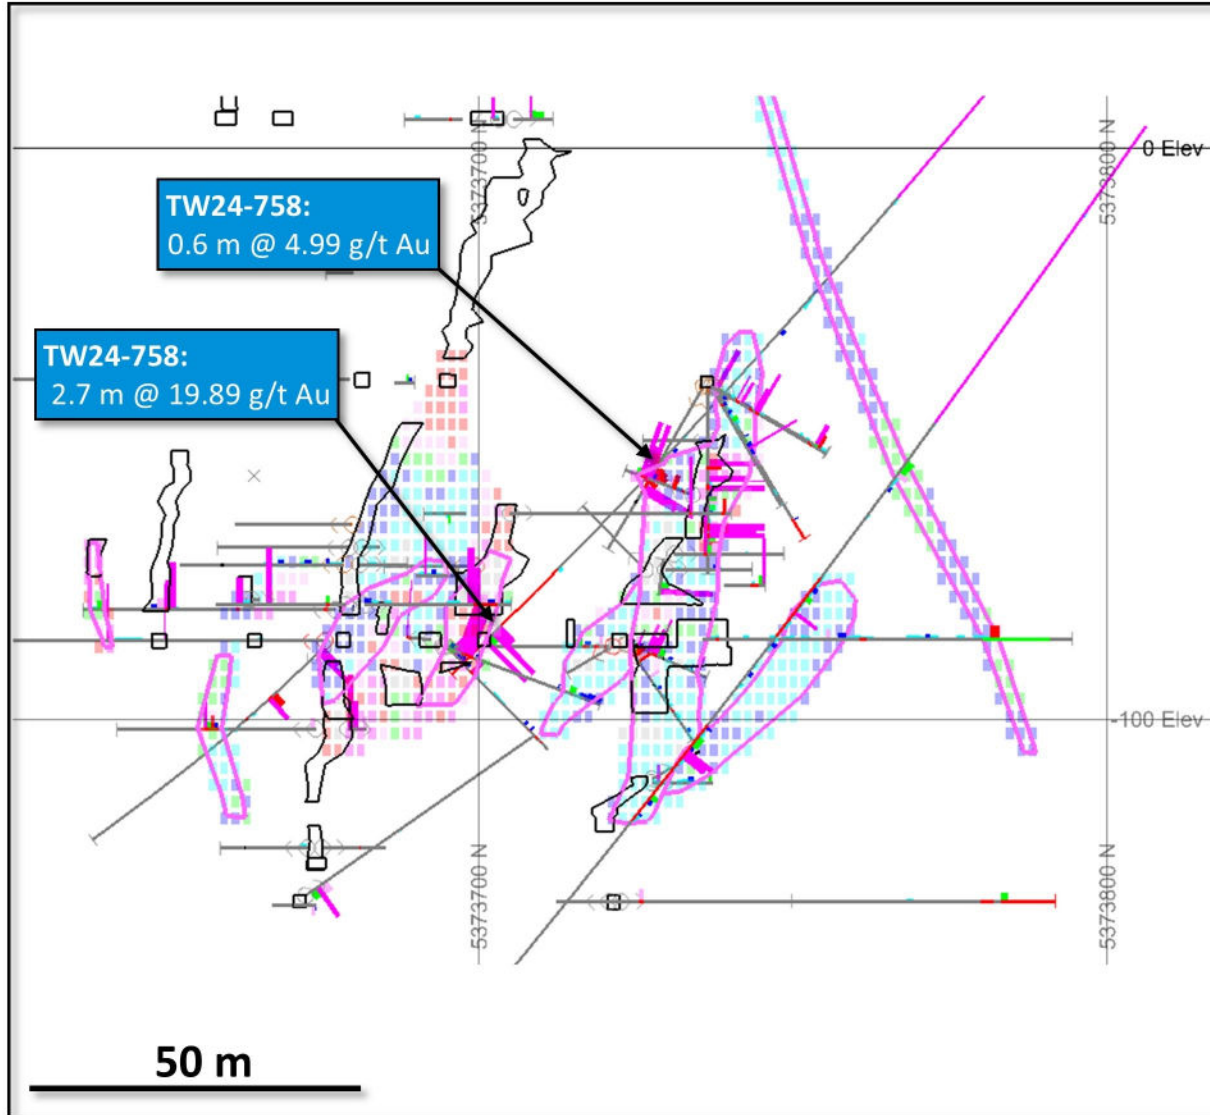 5373700 N
5373800 N
0 Elev
TW24-758:
0.6 m @ 4.99 g/t Au
TW24-758:
2.7 m @ 19.89 g/t Au
-100 Elev
5373700 N
5373800 N
50 m